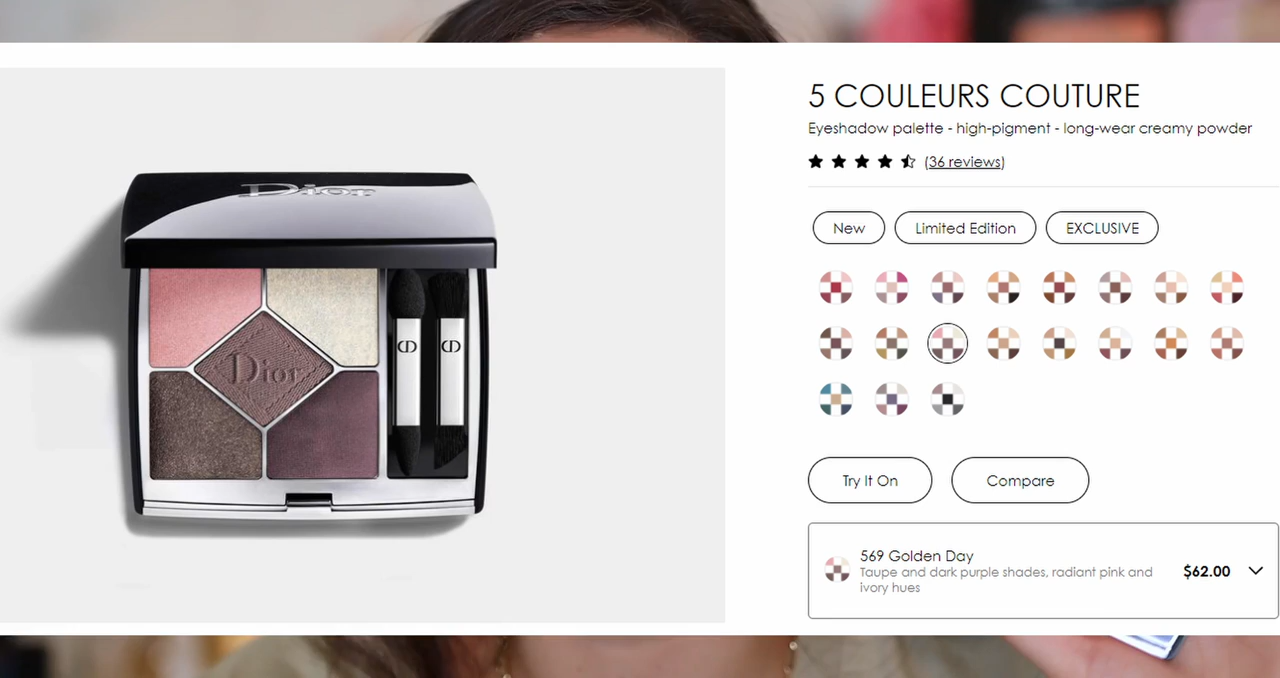 5 COULEURS COUTURE
Eyeshadow palette - high-pigment - long-wear creamy powder
(36 reviews)
New
Limited Edition
EXCLUSIVE
Dior
Dior
CD
CD
Try It On
Compare
569 Golden Day
Taupe and dark purple shades, radiant pink and
ivory hues
$62.00